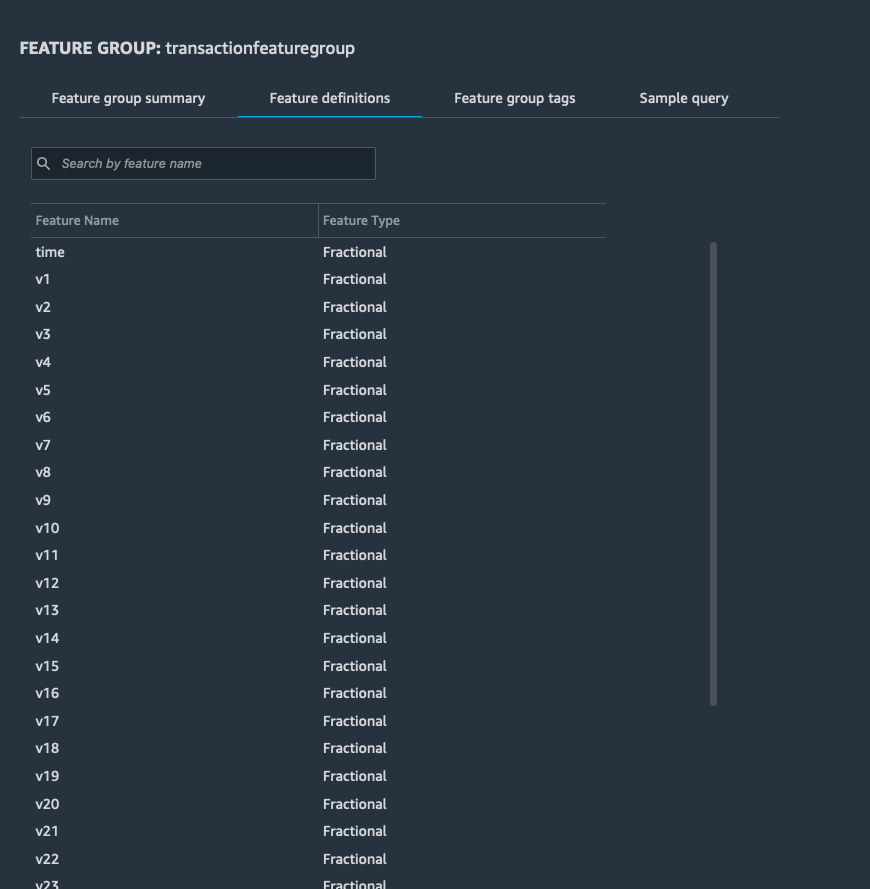 FEATURE GROUP: transactionfeaturegroup
Feature group summary Feature definitions Feature group tags Sample query
Search by feature name
Feature Name Feature Type
time Fractional
v1 Fractional
v2 Fractional
v3 Fractional
v4 Fractional
v5 Fractional
v6 Fractional
v7 Fractional
v8 Fractional
v9 Fractional
v10 Fractional
v11 Fractional
v12 Fractional
v13 Fractional
v14 Fractional
v15 Fractional
v16 Fractional
v17 Fractional
v18 Fractional
v19 Fractional
v20 Fractional
v21 Fractional
v22 Fractional
v23 Fractional